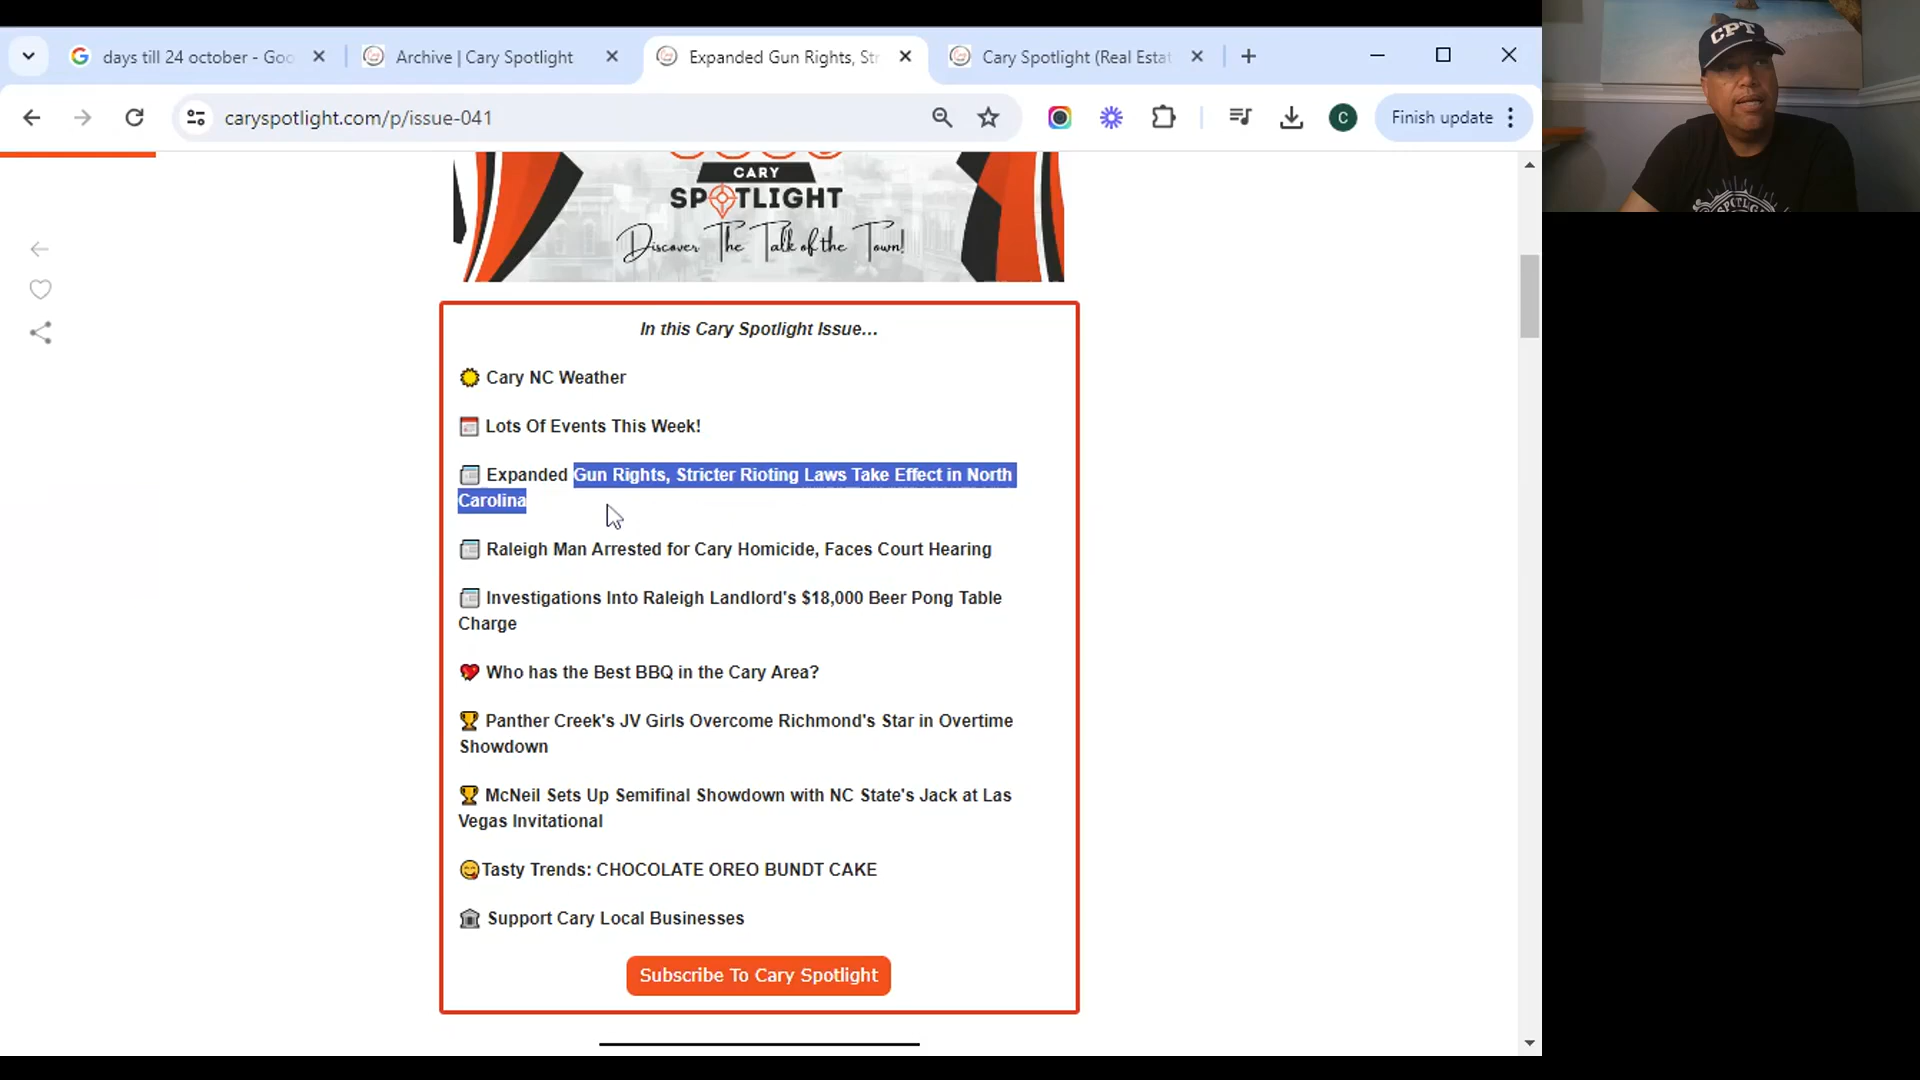 days till 24 october - Goo
Archive | Cary Spotlight
Expanded Gun Rights, Str
Cary Spotlight (Real Estat
caryspotlight.com/p/issue-041
C
Finish update
CPT
CARY
SPOTLIGHT
Discover The Talk of the Town!
In this Cary Spotlight Issue...
Cary NC Weather
Lots Of Events This Week!
Expanded Gun Rights, Stricter Rioting Laws Take Effect in North
Carolina
Raleigh Man Arrested for Cary Homicide, Faces Court Hearing
Investigations Into Raleigh Landlord's $18,000 Beer Pong Table
Charge
Who has the Best BBQ in the Cary Area?
Panther Creek's JV Girls Overcome Richmond's Star in Overtime
Showdown
McNeil Sets Up Semifinal Showdown with NC State's Jack at Las
Vegas Invitational
Tasty Trends: CHOCOLATE OREO BUNDT CAKE
Support Cary Local Businesses
Subscribe To Cary Spotlight